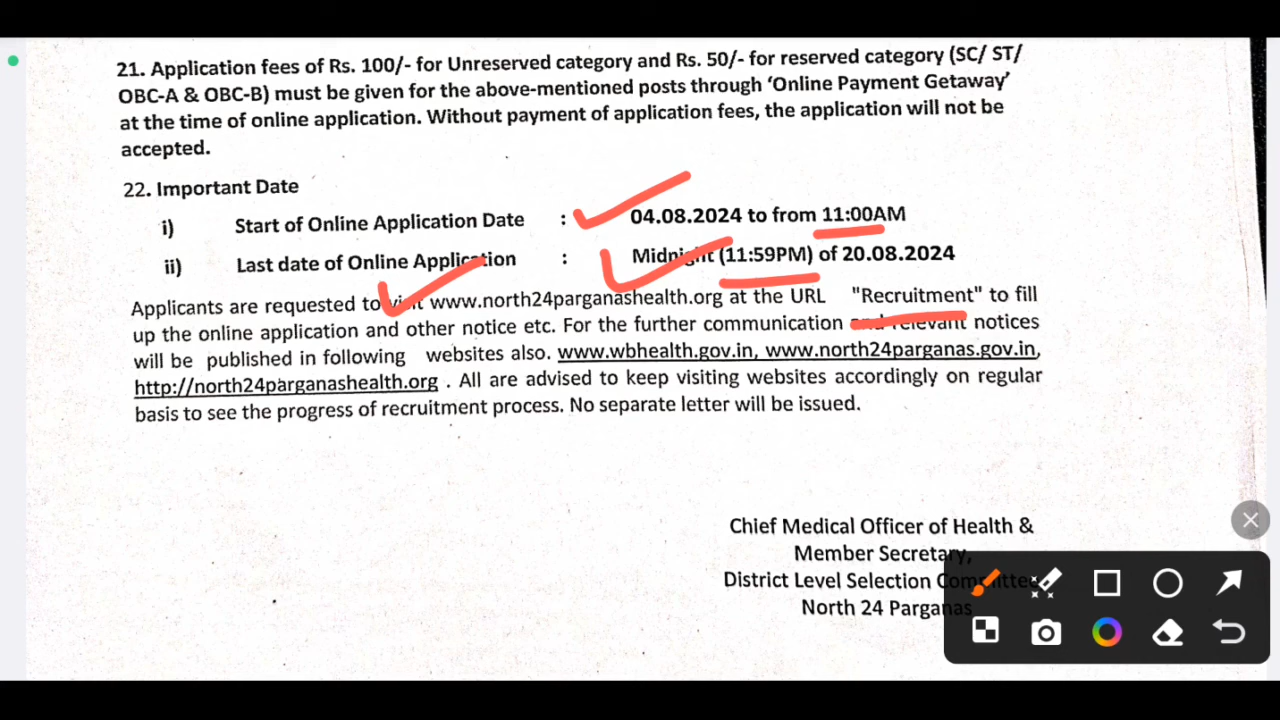 21. Application fees of Rs. 100/- for Unreserved category and Rs. 50/- for reserved category (SC/ ST/
OBC-A & OBC-B) must be given for the above-mentioned posts through ‘Online Payment Getaway’
at the time of online application. Without payment of application fees, the application will not be
accepted.
22. Important Date
i) Start of Online Application Date : 04.08.2024 to from 11:00AM
ii) Last date of Online Application : Midnight (11:59PM) of 20.08.2024
Applicants are requested to visit www.north24parganashealth.org at the URL "Recruitment" to fill
up the online application and other notice etc. For the further communication and relevant notices
will be published in following websites also. www.wbhealth.gov.in, www.north24parganas.gov.in,
http://north24parganashealth.org . All are advised to keep visiting websites accordingly on regular
basis to see the progress of recruitment process. No separate letter will be issued.
Chief Medical Officer of Health &
Member Secretary,
District Level Selection Committee
North 24 Parganas